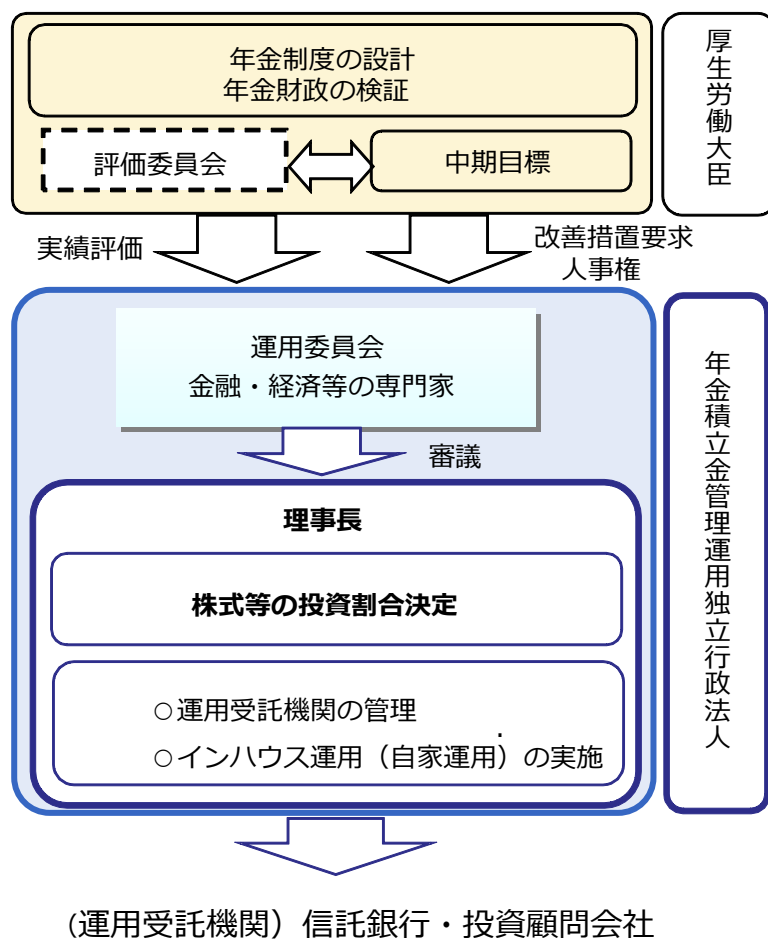 年金制度の設計
年金財政の検証
厚生労働大臣
評価委員会
中期目標
実績評価
改善措置要求
人事権
運用委員会
金融・経済等の専門家
審議
年金積立金管理運用独立行政法人
理事長
株式等の投資割合決定
○運用受託機関の管理
○インハウス運用（自家運用）の実施
（運用受託機関）信託銀行・投資顧問会社